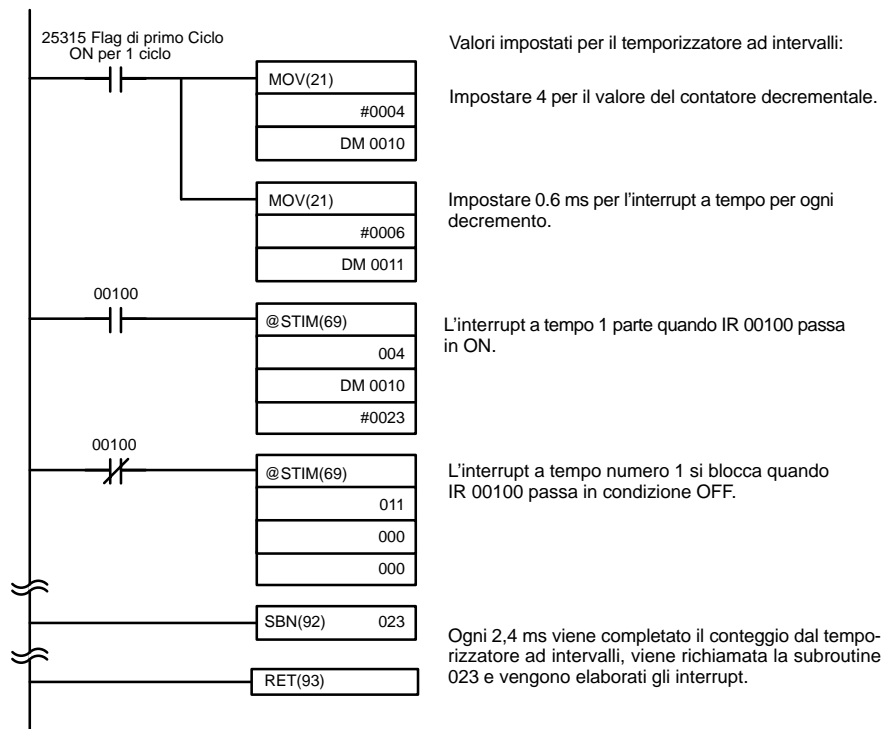 25315 Flag di primo Ciclo
ON per 1 ciclo
Valori impostati per il temporizzatore ad intervalli:
MOV(21)
#0004
DM 0010
Impostare 4 per il valore del contatore decrementale.
MOV(21)
#0006
DM 0011
Impostare 0.6 ms per l'interrupt a tempo per ogni
decremento.
00100
@STIM(69)
004
DM 0010
#0023
L'interrupt a tempo 1 parte quando IR 00100 passa
in ON.
00100
@STIM(69)
011
000
000
L'interrupt a tempo numero 1 si blocca quando
IR 00100 passa in condizione OFF.
SBN(92) 023
RET(93)
Ogni 2,4 ms viene completato il conteggio dal tempo-
rizzatore ad intervalli, viene richiamata la subroutine
023 e vengono elaborati gli interrupt.